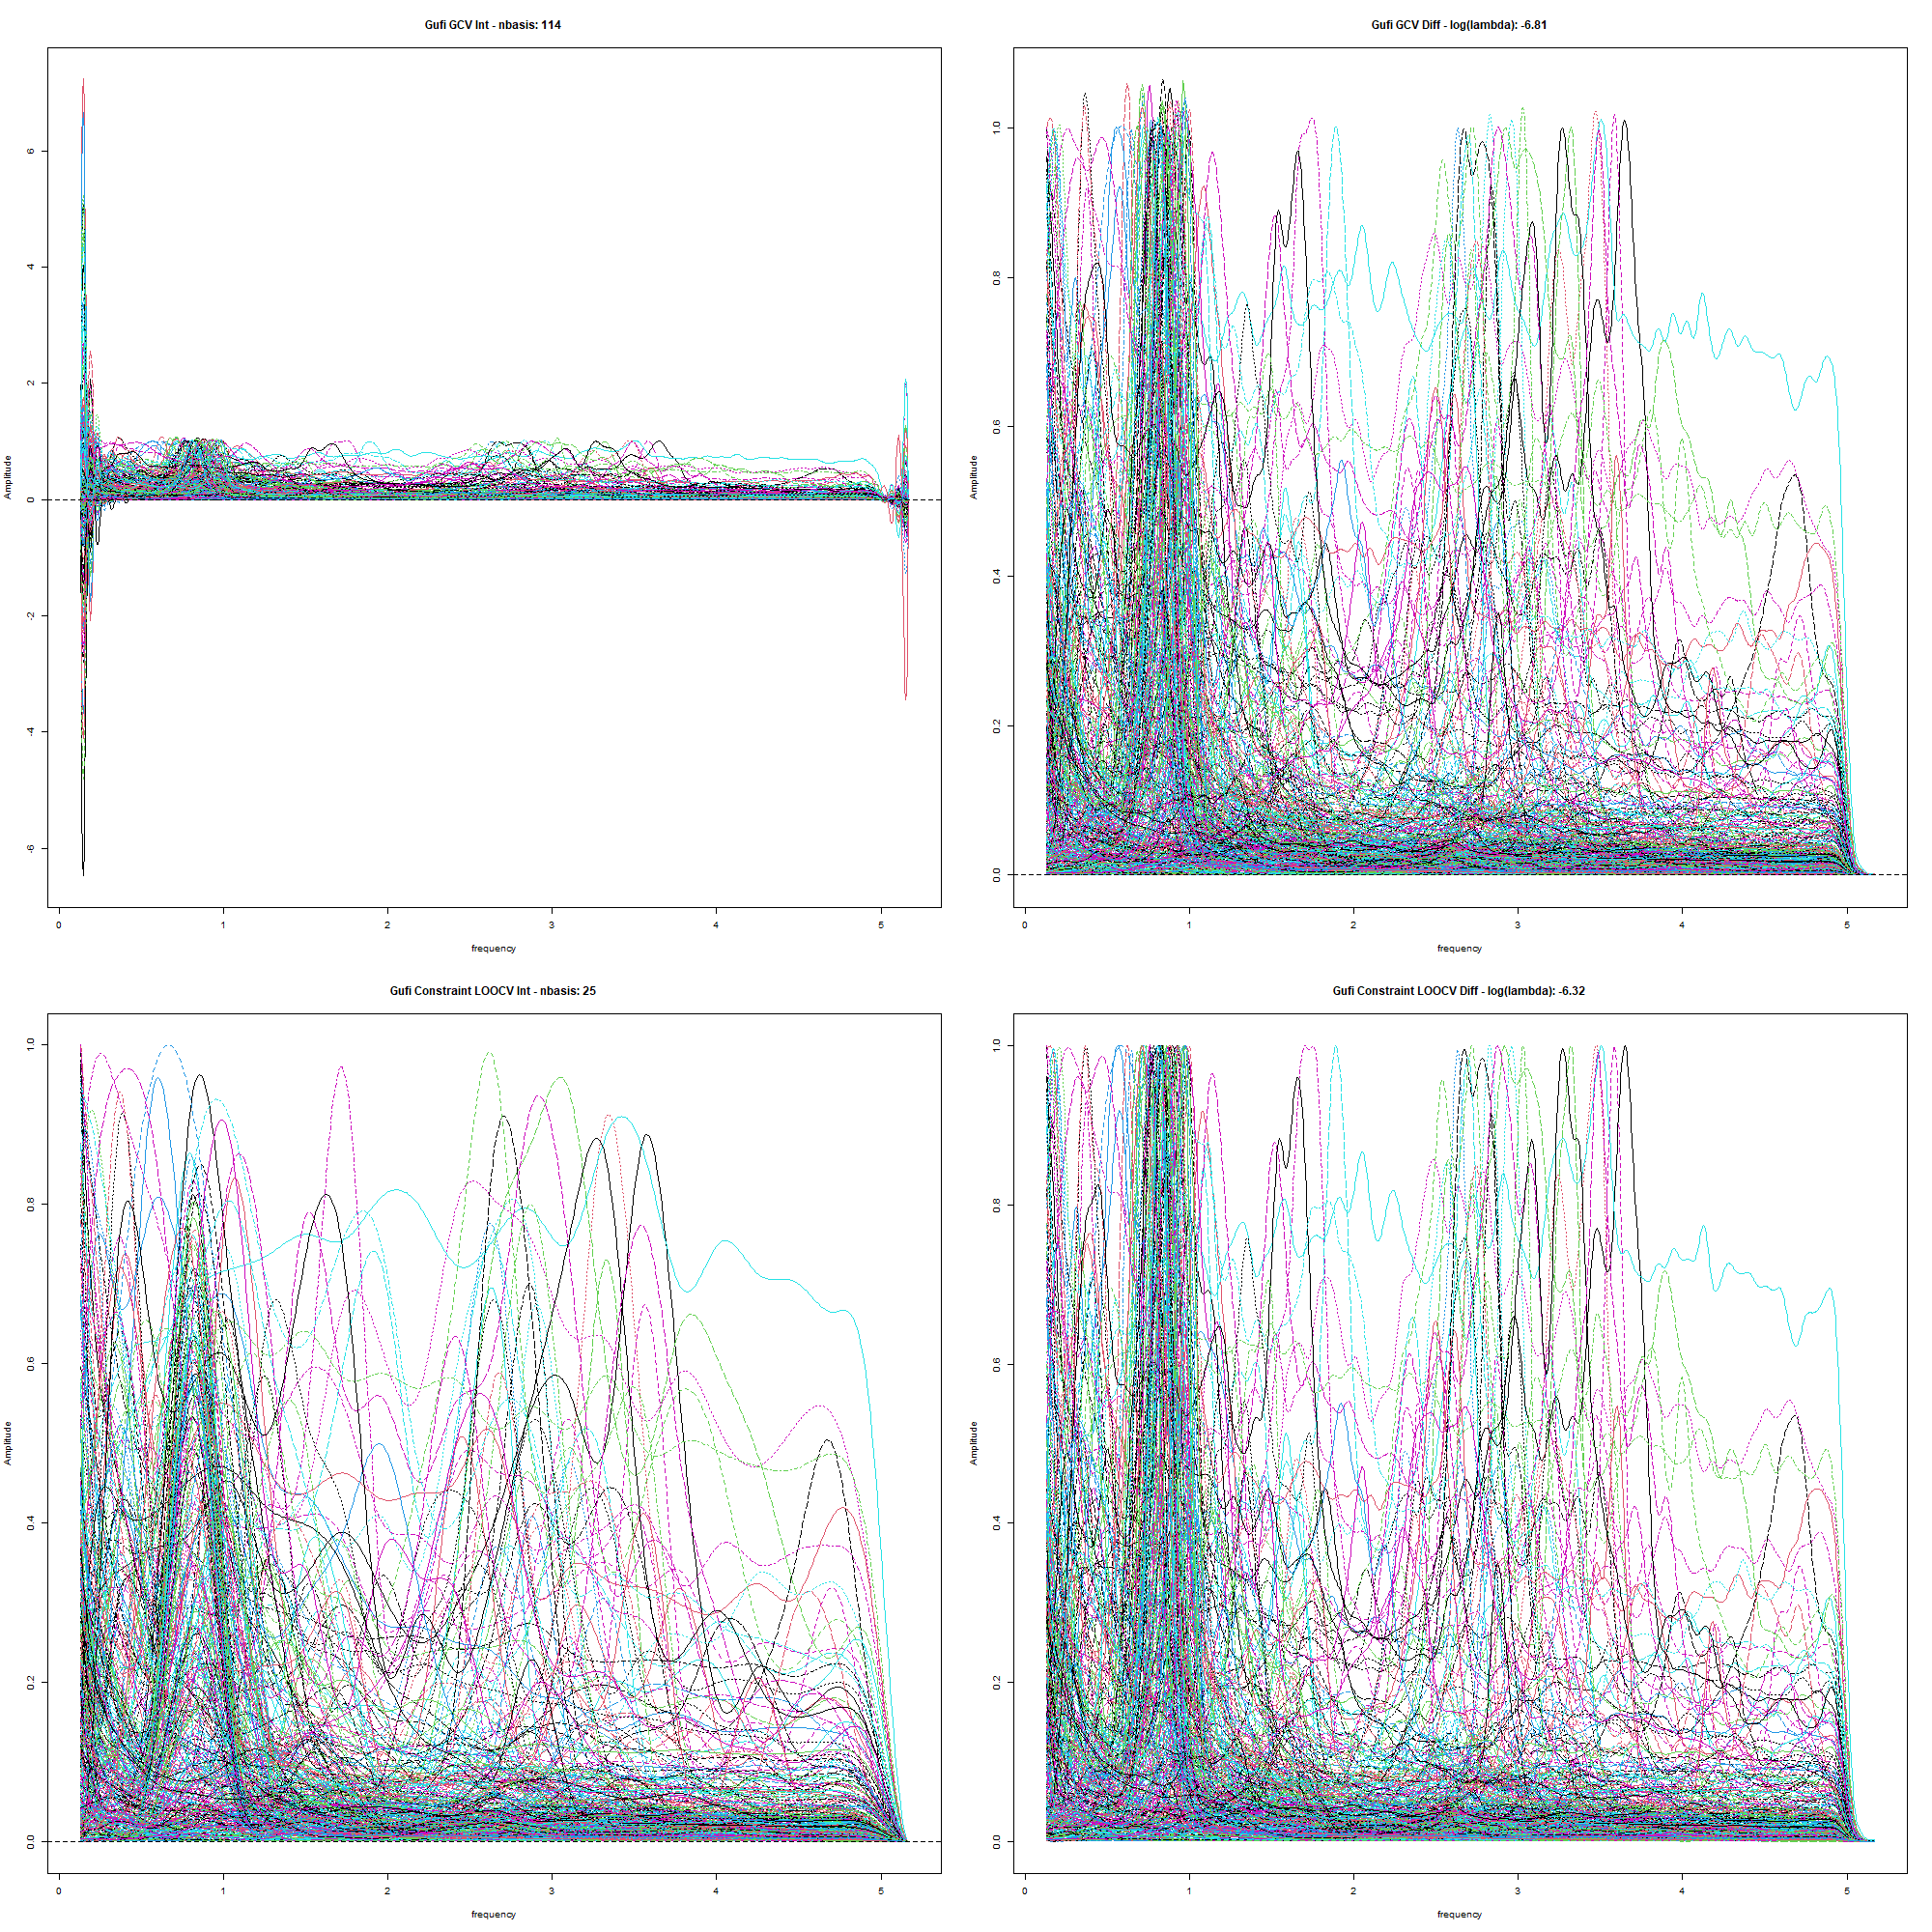 Gufi GCV Int - nbasis: 114
Amplitude
6
4
2
0
-2
-4
-6
0 1 2 3 4 5
frequency
Gufi GCV Diff - log(lambda): -6.81
Amplitude
1.0
0.8
0.6
0.4
0.2
0.0
0 1 2 3 4 5
frequency
Gufi Constraint LOOCV Int - nbasis: 25
Amplitude
1.0
0.8
0.6
0.4
0.2
0.0
0 1 2 3 4 5
frequency
Gufi Constraint LOOCV Diff - log(lambda): -6.32
Amplitude
1.0
0.8
0.6
0.4
0.2
0.0
0 1 2 3 4 5
frequency